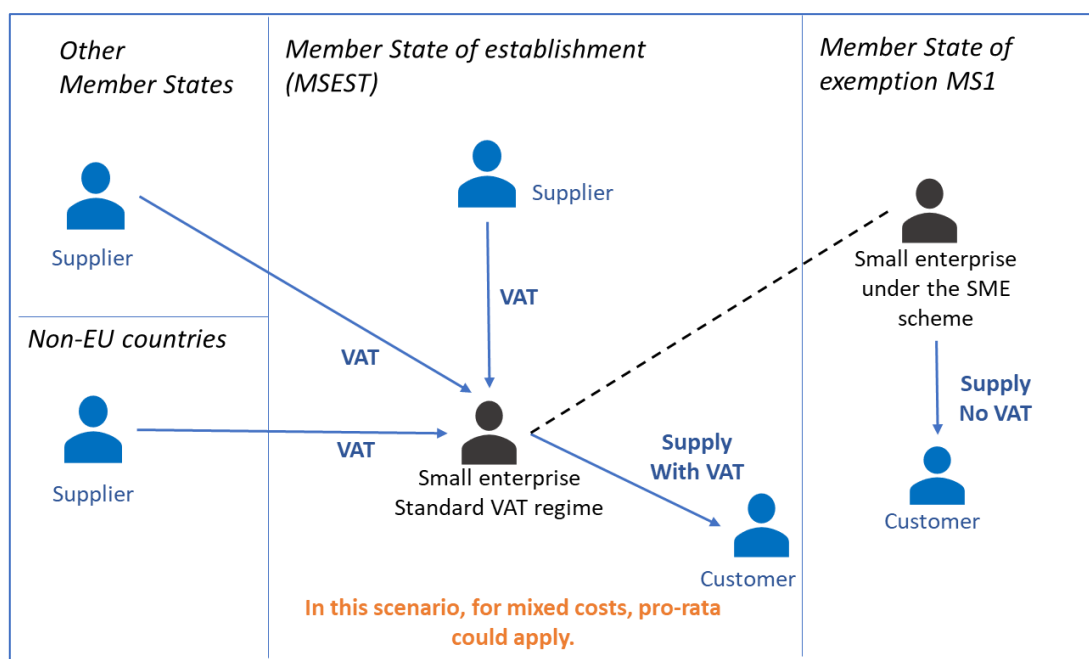 Other
Member States
Supplier
Non-EU countries
Supplier
Member State of establishment
(MSEST)
Supplier
VAT
VAT
VAT
Small enterprise
Standard VAT regime
Supply
With VAT
Customer
In this scenario, for mixed costs, pro-rata
could apply.
Member State of
exemption MS1
Small enterprise
under the SME
scheme
Supply
No VAT
Customer